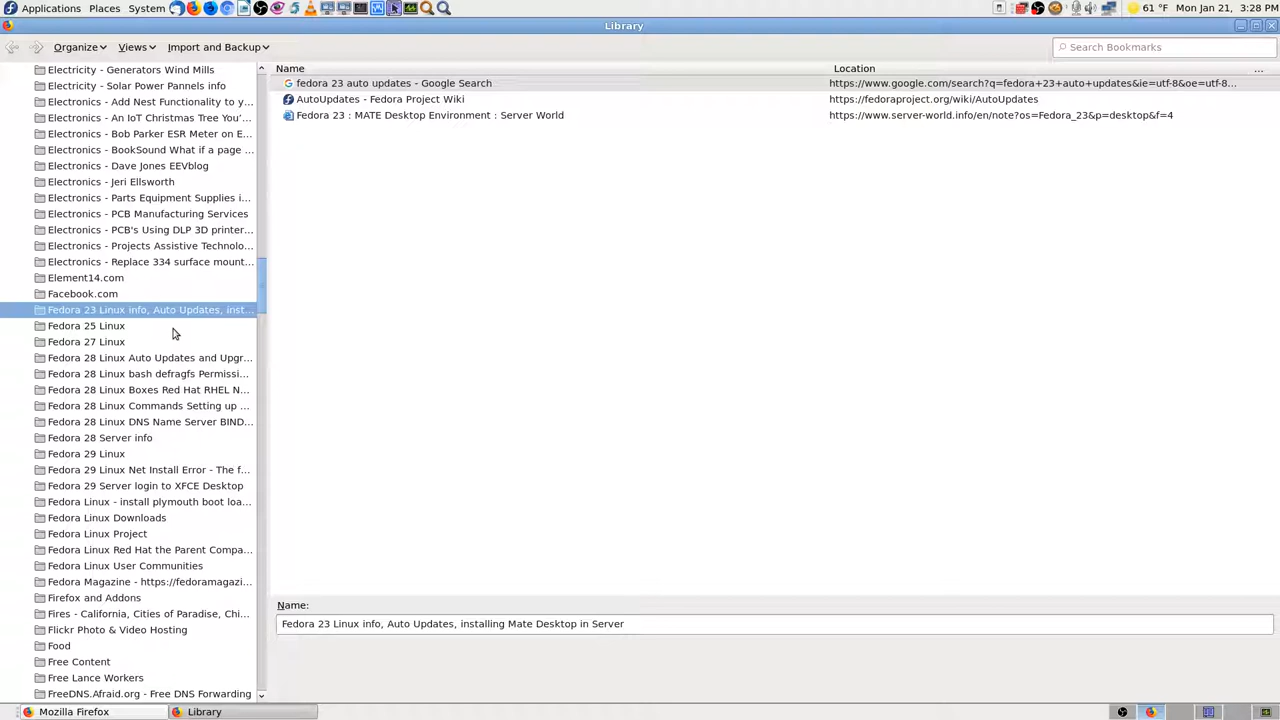 Applications Places System 61 °F Mon Jan 21, 3:28 PM
Library
Organize Views Import and Backup Search Bookmarks
Name Location ...
Electricity - Generators Wind Mills
Electricity - Solar Power Pannels info
Electronics - Add Nest Functionality to y...
Electronics - An IoT Christmas Tree You'...
Electronics - Bob Parker ESR Meter on E...
Electronics - BookSound What if a page ...
Electronics - Dave Jones EEVblog
Electronics - Jeri Ellsworth
Electronics - Parts Equipment Supplies i...
Electronics - PCB Manufacturing Services
Electronics - PCB's Using DLP 3D printer...
Electronics - Projects Assistive Technolo...
Electronics - Replace 334 surface mount...
Element14.com
Facebook.com
Fedora 23 Linux info, Auto Updates, inst...
Fedora 25 Linux
Fedora 27 Linux
Fedora 28 Linux Auto Updates and Upgr...
Fedora 28 Linux bash defragfs Permissi...
Fedora 28 Linux Boxes Red Hat RHEL N...
Fedora 28 Linux Commands Setting up ...
Fedora 28 Linux DNS Name Server BIND...
Fedora 28 Server info
Fedora 29 Linux
Fedora 29 Linux Net Install Error - The f...
Fedora 29 Server login to XFCE Desktop
Fedora Linux - install plymouth boot loa...
Fedora Linux Downloads
Fedora Linux Project
Fedora Linux Red Hat the Parent Compa...
Fedora Linux User Communities
Fedora Magazine - https://fedoramagazi...
Firefox and Addons
Fires - California, Cities of Paradise, Chi...
Flickr Photo & Video Hosting
Food
Free Content
Free Lance Workers
FreeDNS.Afraid.org - Free DNS Forwarding
fedora 23 auto updates - Google Search https://www.google.com/search?q=fedora+23+auto+updates&ie=utf-8&oe=utf-8...
AutoUpdates - Fedora Project Wiki https://fedoraproject.org/wiki/AutoUpdates
Fedora 23 : MATE Desktop Environment : Server World https://www.server-world.info/en/note?os=Fedora_23&p=desktop&f=4
Name:
Fedora 23 Linux info, Auto Updates, installing Mate Desktop in Server
Mozilla Firefox Library